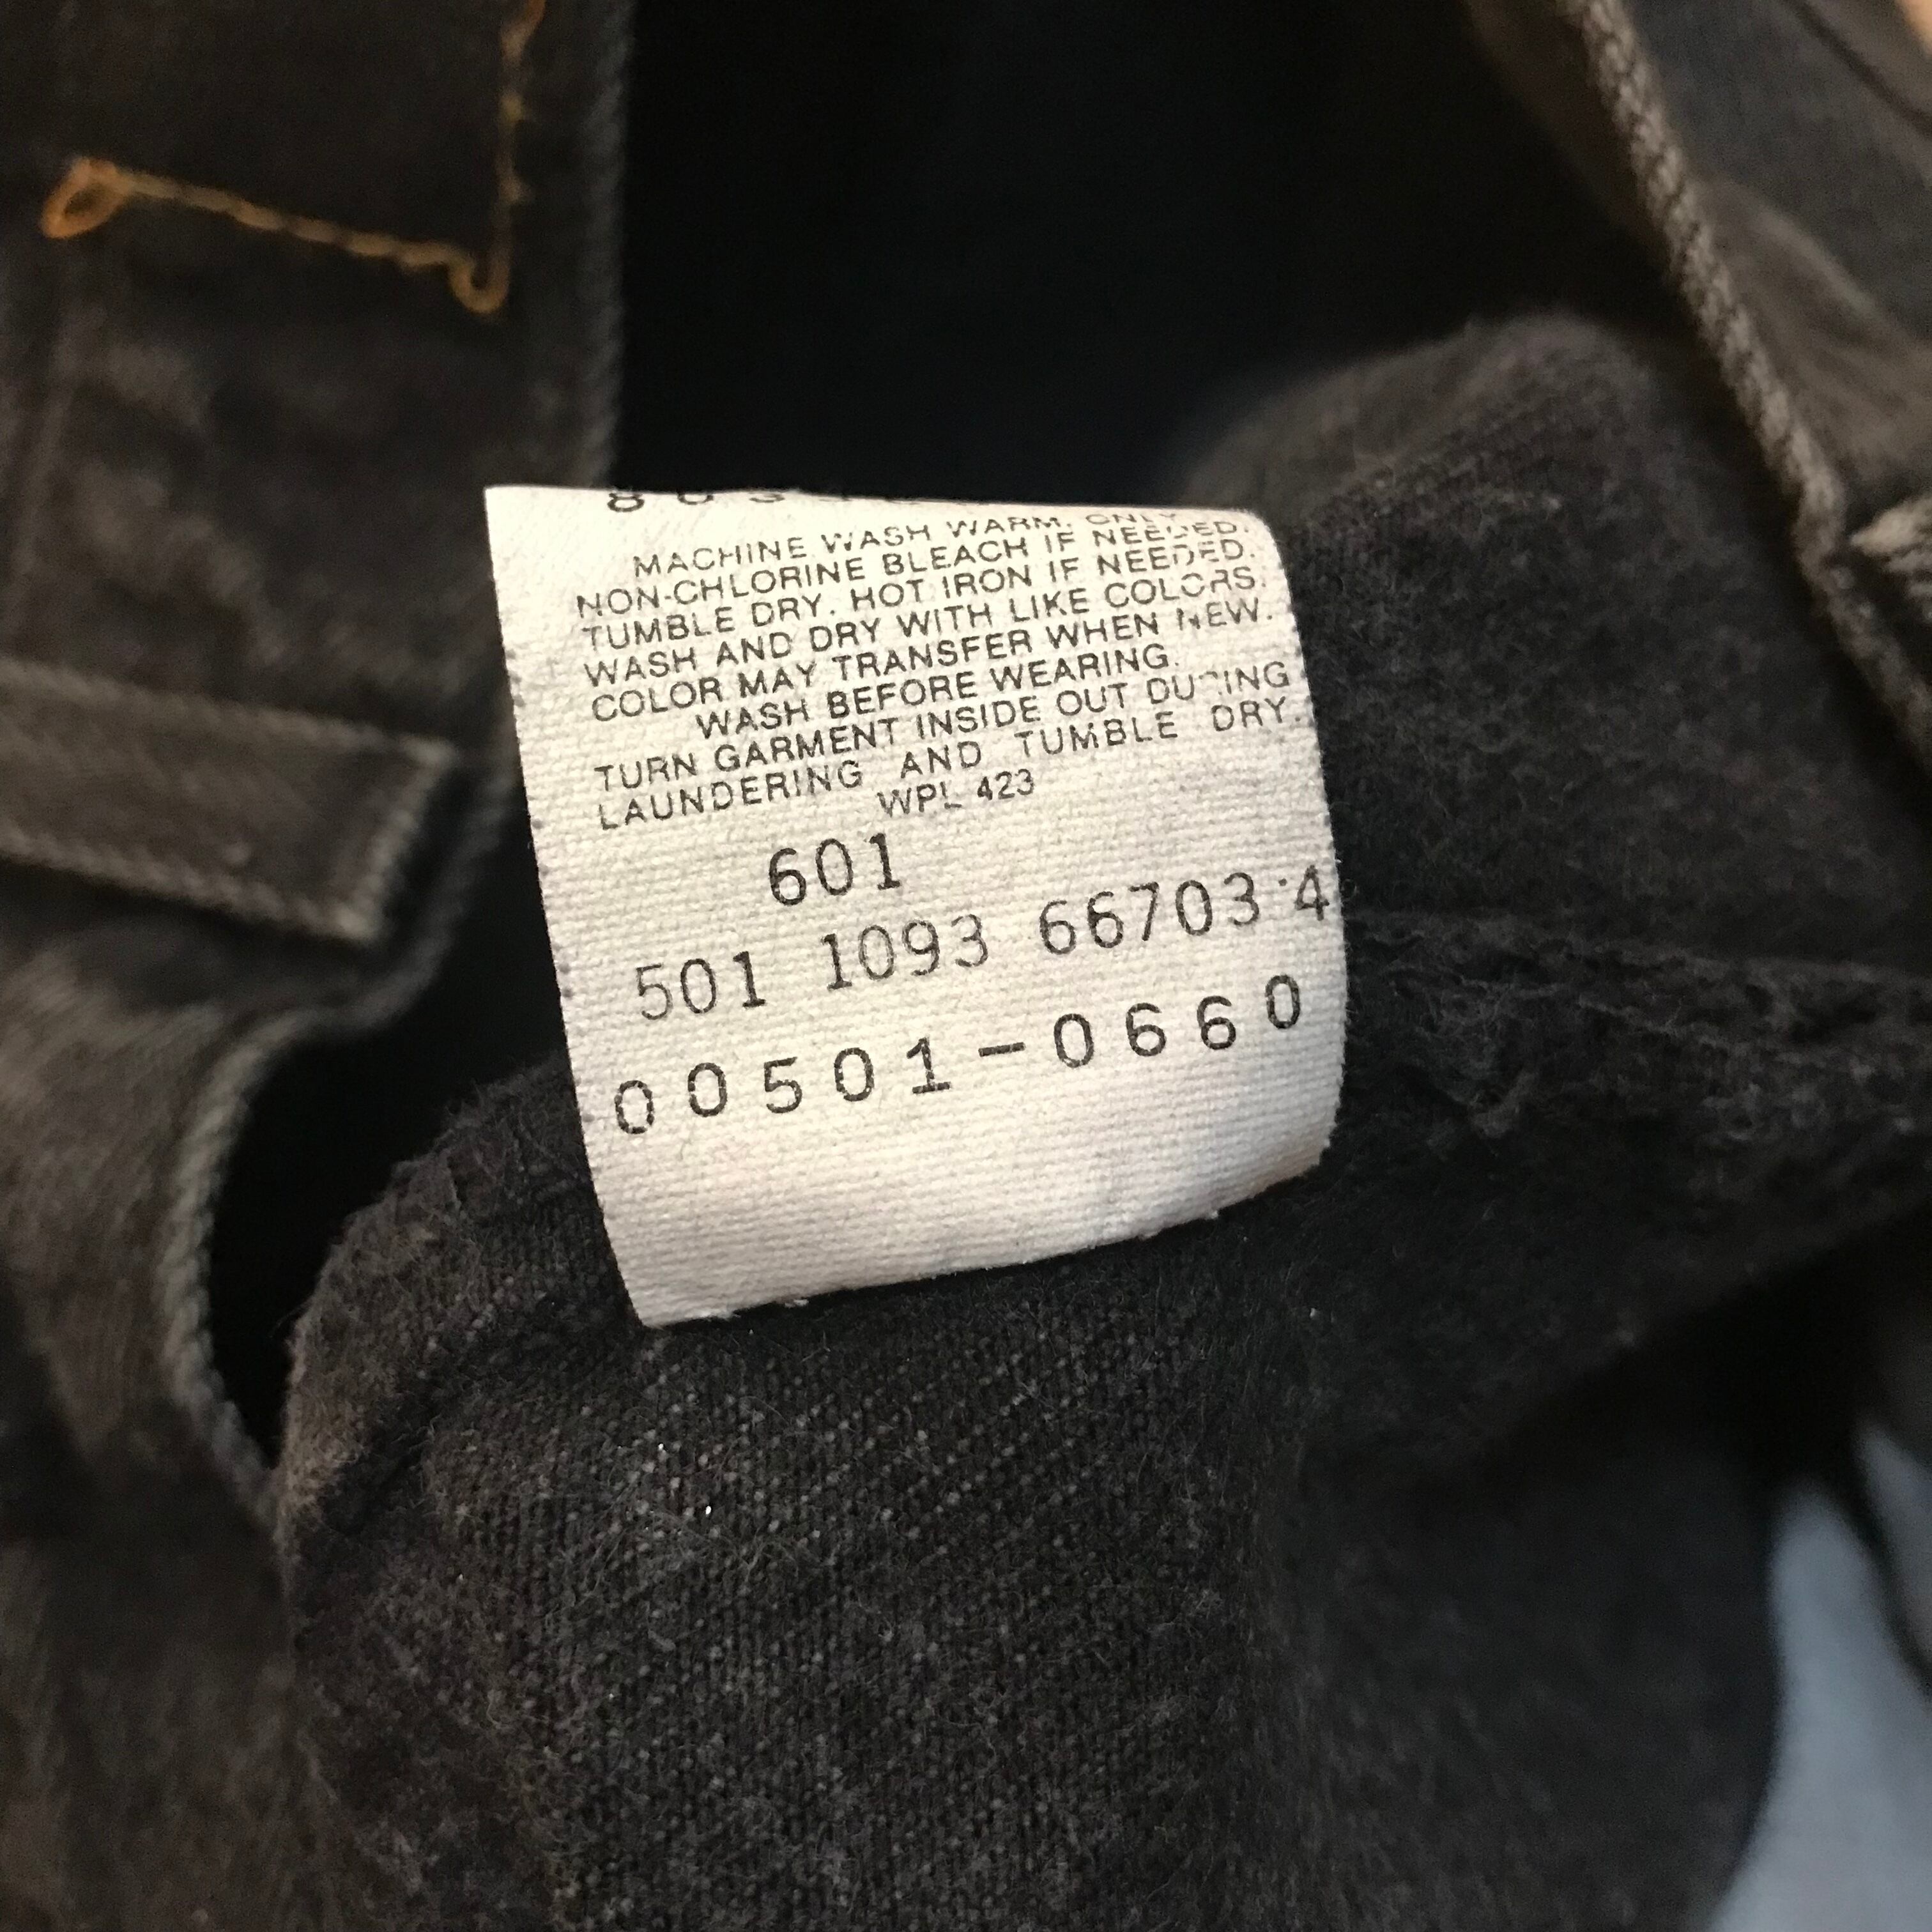 MACHINE WASH WARM. ONLY
NON-CHLORINE BLEACH IF NEEDED.
TUMBLE DRY. HOT IRON IF NEEDED.
WASH AND DRY WITH LIKE COLORS.
COLOR MAY TRANSFER WHEN NEW.
WASH BEFORE WEARING.
TURN GARMENT INSIDE OUT DURING
LAUNDERING AND TUMBLE DRY.
WPL 423
601
501 1093 66703 4
00501-0660